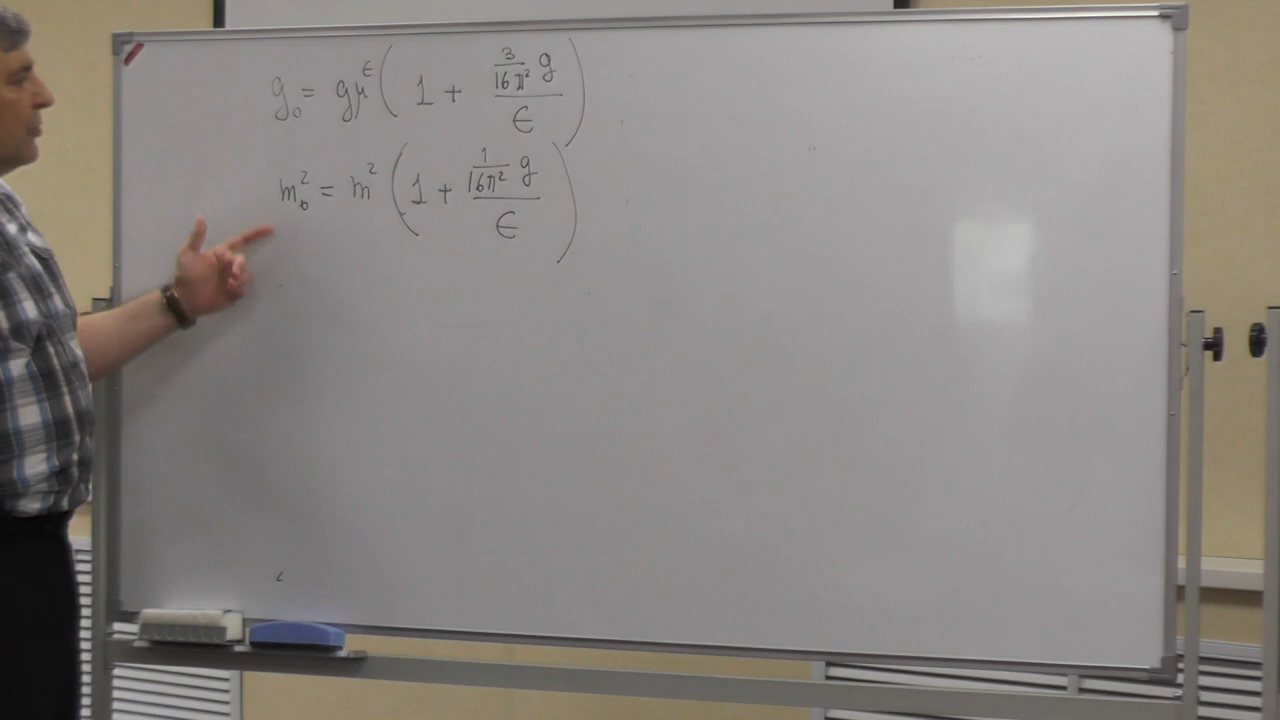 g₀ = gμ^ϵ ( 1 + (3/(16π²) g)/ϵ )
m₀² = m² ( 1 + (1/(16π²) g)/ϵ )